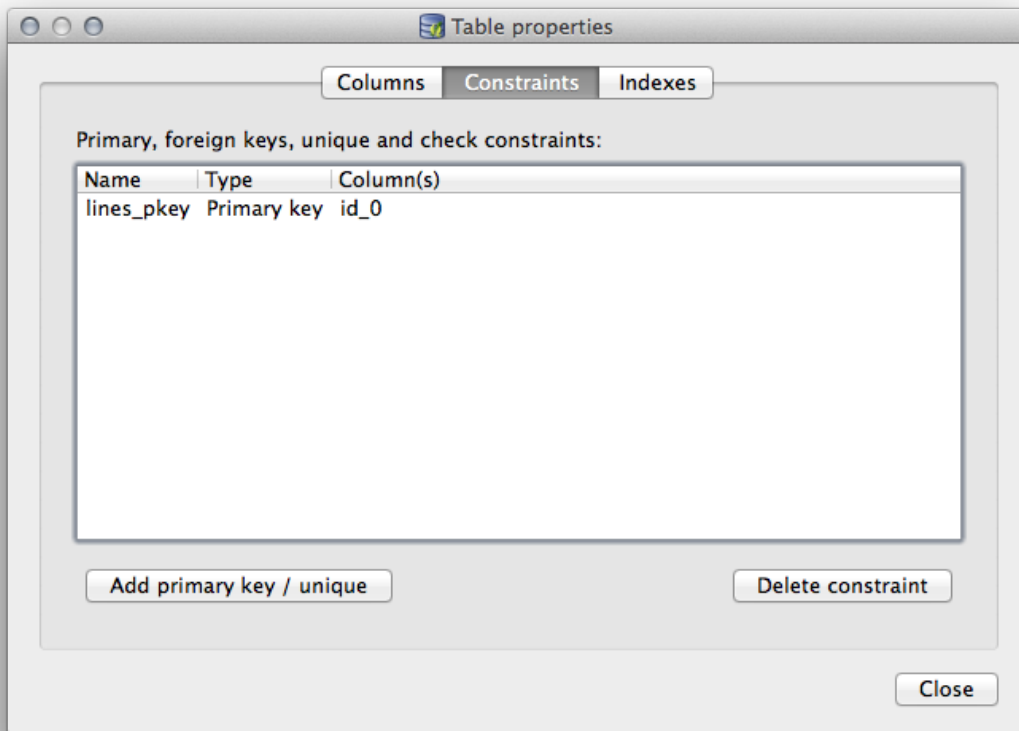 Table properties
Columns Constraints Indexes
Primary, foreign keys, unique and check constraints:
Name Type Column(s)
lines_pkey Primary key id_0
Add primary key / unique Delete constraint
Close